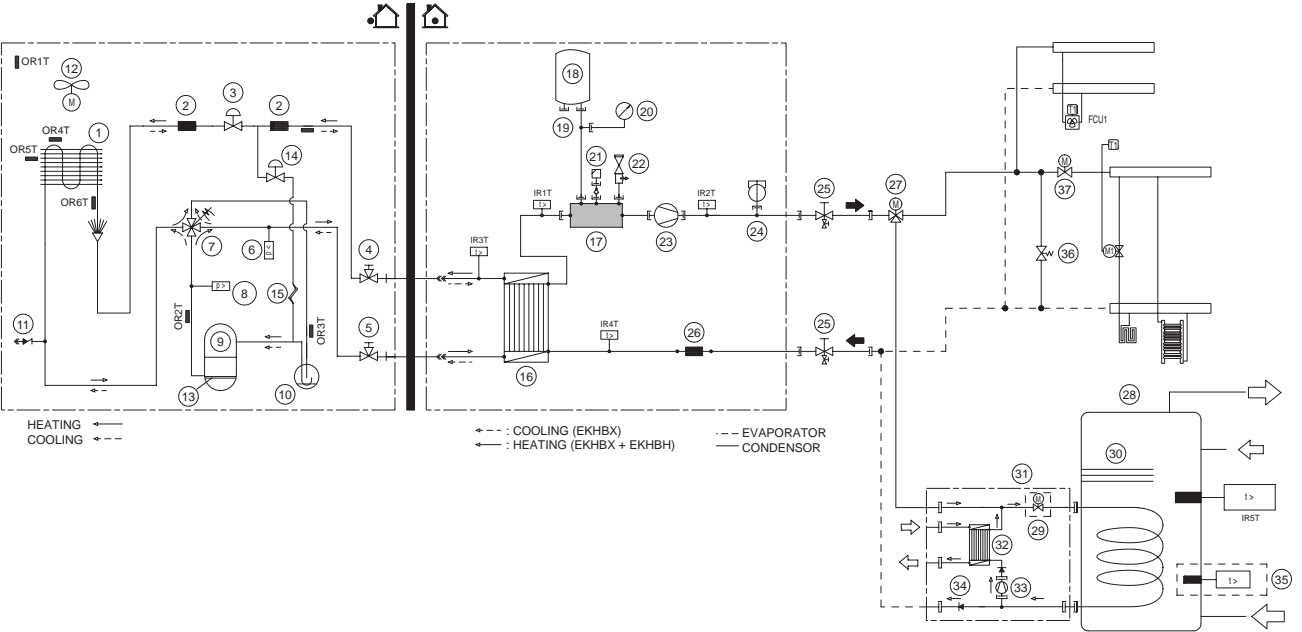 OR1T
12
M
2
3
2
OR4T
1
OR5T
14
OR6T
7
6
4
8
15
OR2T
OR3T
11
9
5
13
10
p<
p>
HEATING
COOLING
18
19
20
21
22
IR1T
t>
IR2T
t>
17
23
24
25
IR3T
t>
IR4T
t>
16
26
25
: COOLING (EKHBX)
: HEATING (EKHBX + EKHBH)
EVAPORATOR
CONDENSOR
27
M
T1
FCU1
M
37
T1
36
M1
28
30
31
M
29
t>
IR5T
32
33
34
t>
35